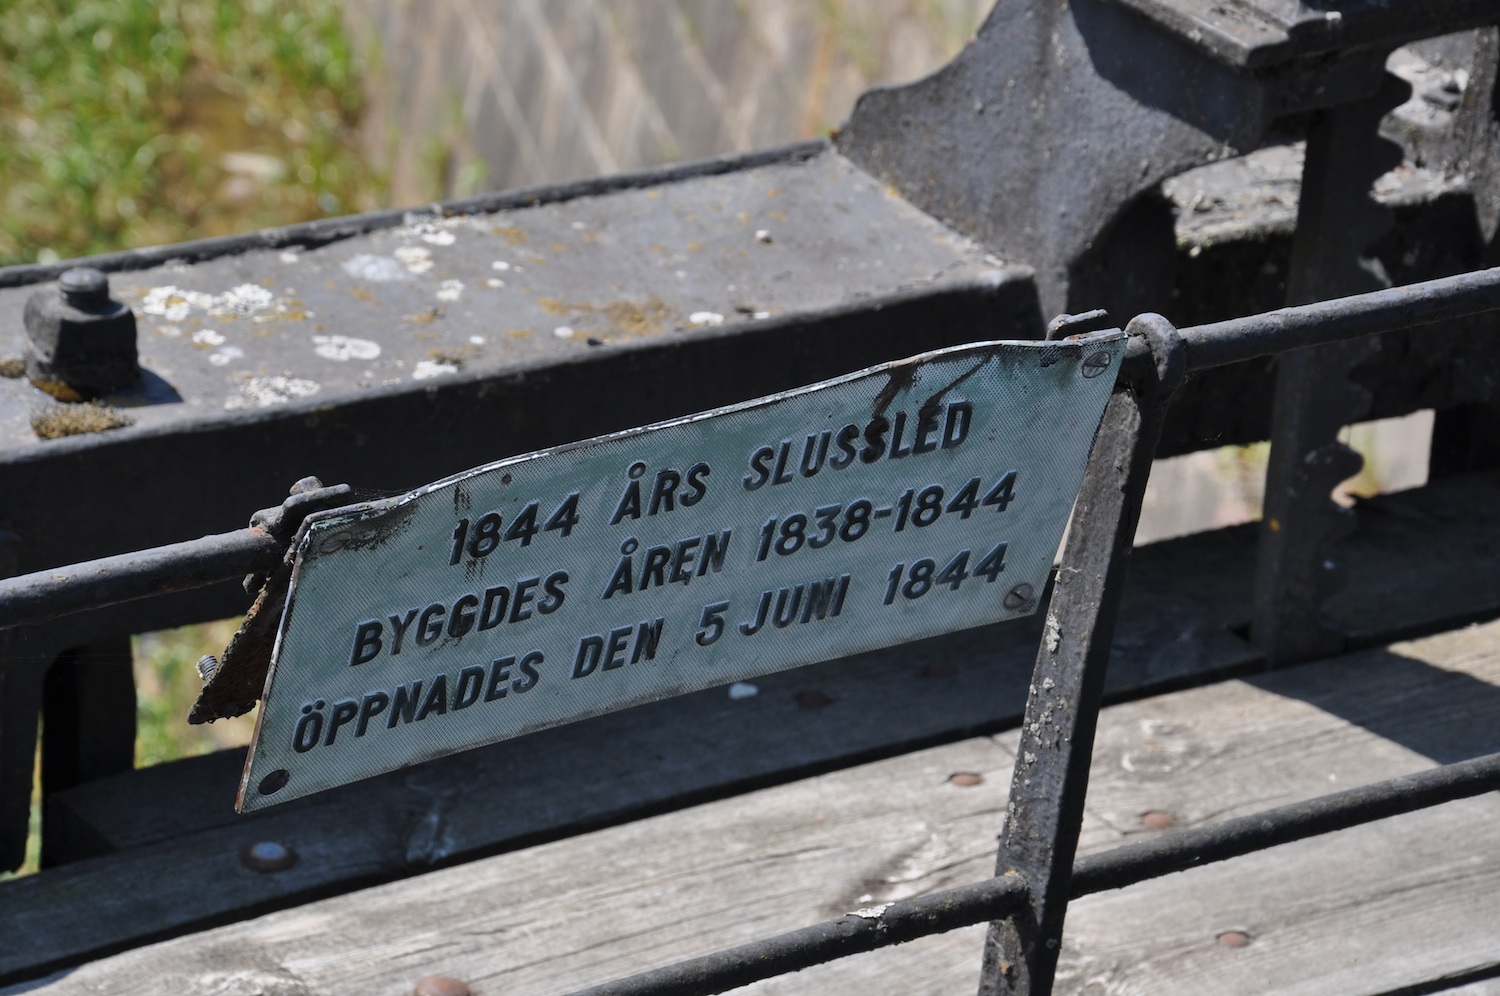 1844 ÅRS SLUSSLED
BYGGDES ÅREN 1838-1844
ÖPPNADES DEN 5 JUNI 1844